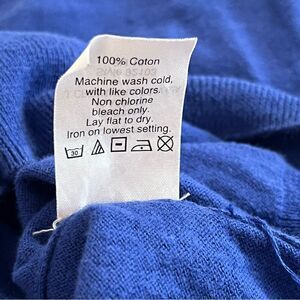 100% Coton
Machine wash cold,
with like colors.
Non chlorine
bleach only.
Lay flat to dry.
Iron on lowest setting.
30